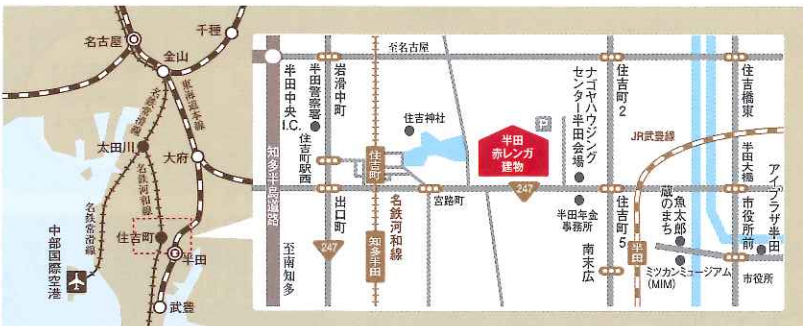 名古屋
千種
金山
東海道本線
名鉄常滑線
太田川
大府
名鉄河和線
名鉄常滑線
住吉町
半田
中部国際空港
武豊
至名古屋
半田中央I.C.
半田警察署
岩滑中町
住吉神社
住吉町駅西
住吉町
半田
赤レンガ
建物
P
ナゴヤハウジング
センター半田会場
住吉町2
住吉橋東
JR武豊線
半田大橋
アイプラザ半田
知多半島道路
出口町
名鉄河和線
宮路町
247
半田年金
事務所
住吉町5
魚太郎
蔵のまち
市役所前
至南知多
247
知多半田
南末広
半田
ミツカンミュージアム
(MIM)
市役所